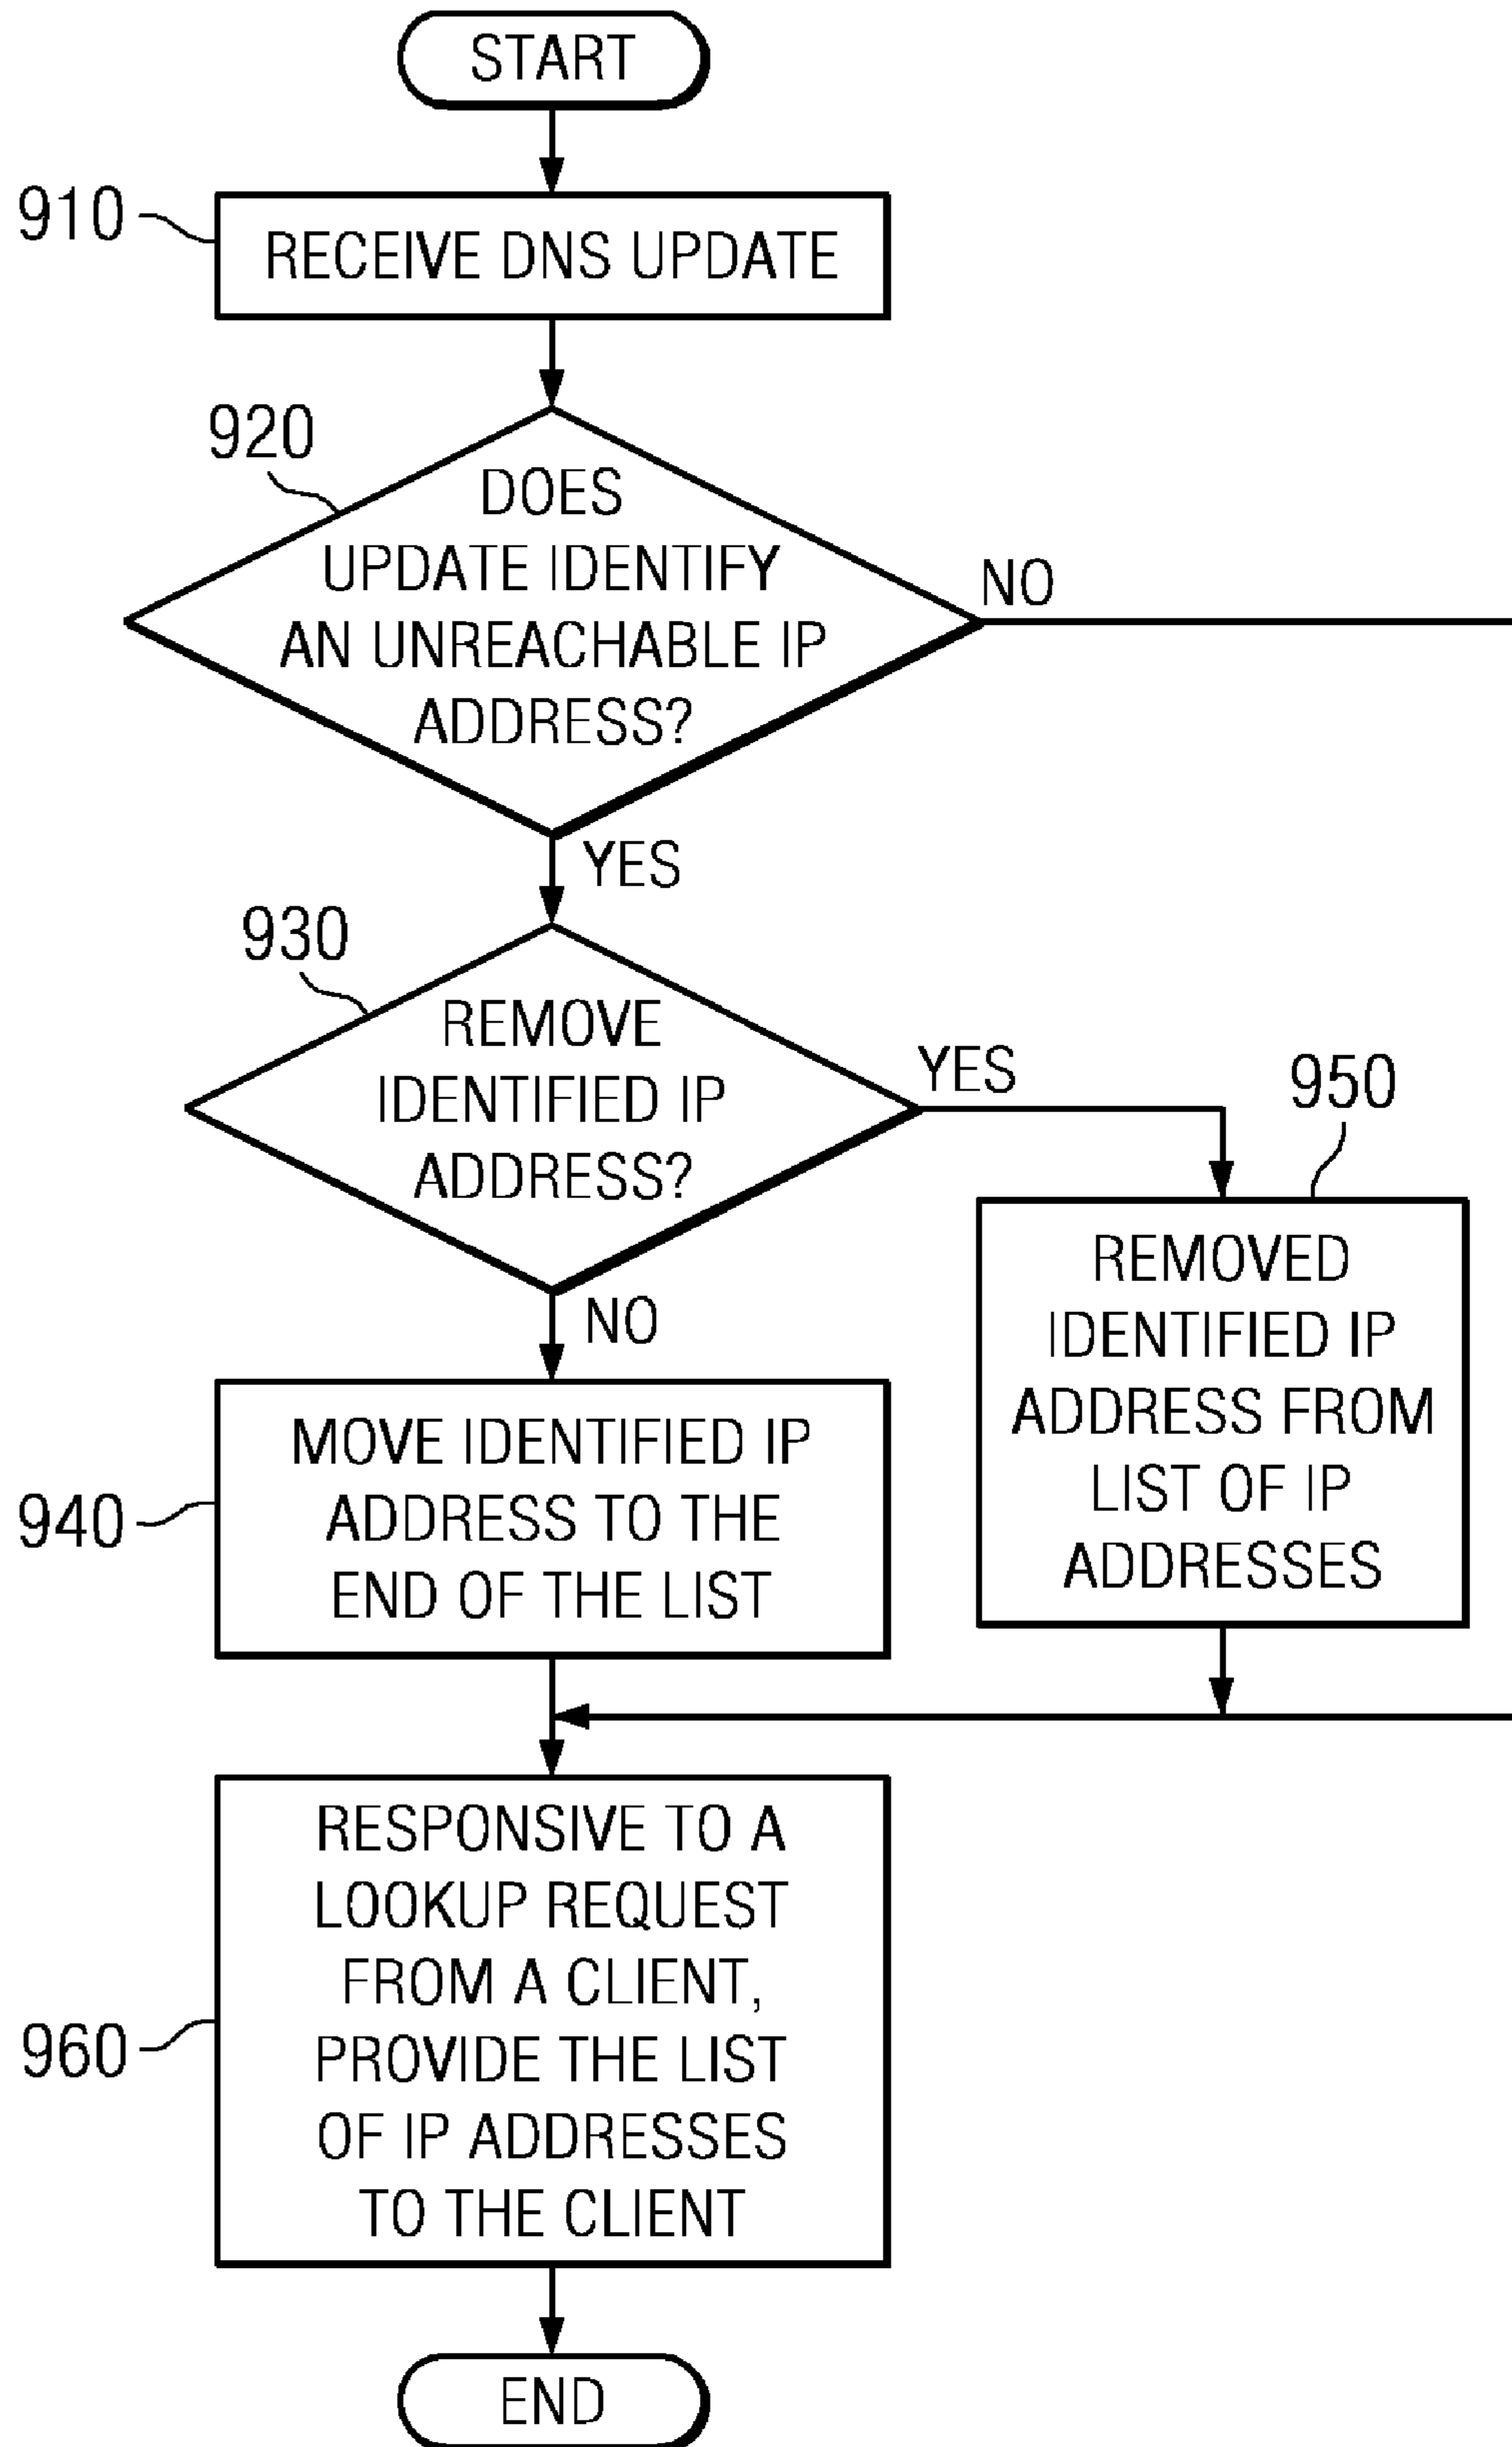 START
910
RECEIVE DNS UPDATE
920
DOES
UPDATE IDENTIFY
AN UNREACHABLE IP
ADDRESS?
NO
YES
930
REMOVE
IDENTIFIED IP
ADDRESS?
YES
950
NO
REMOVED
IDENTIFIED IP
ADDRESS FROM
LIST OF IP
ADDRESSES
940
MOVE IDENTIFIED IP
ADDRESS TO THE
END OF THE LIST
960
RESPONSIVE TO A
LOOKUP REQUEST
FROM A CLIENT,
PROVIDE THE LIST
OF IP ADDRESSES
TO THE CLIENT
END